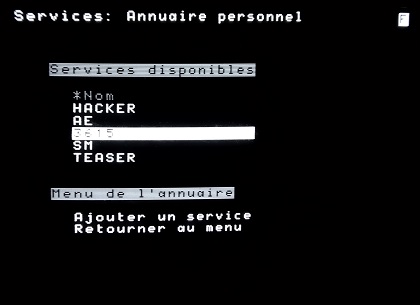 Services: Annuaire personnel
F
Services disponibles
*Nom
HACKER
AE
3615
SM
TEASER
Menu de l'annuaire
Ajouter un service
Retourner au menu